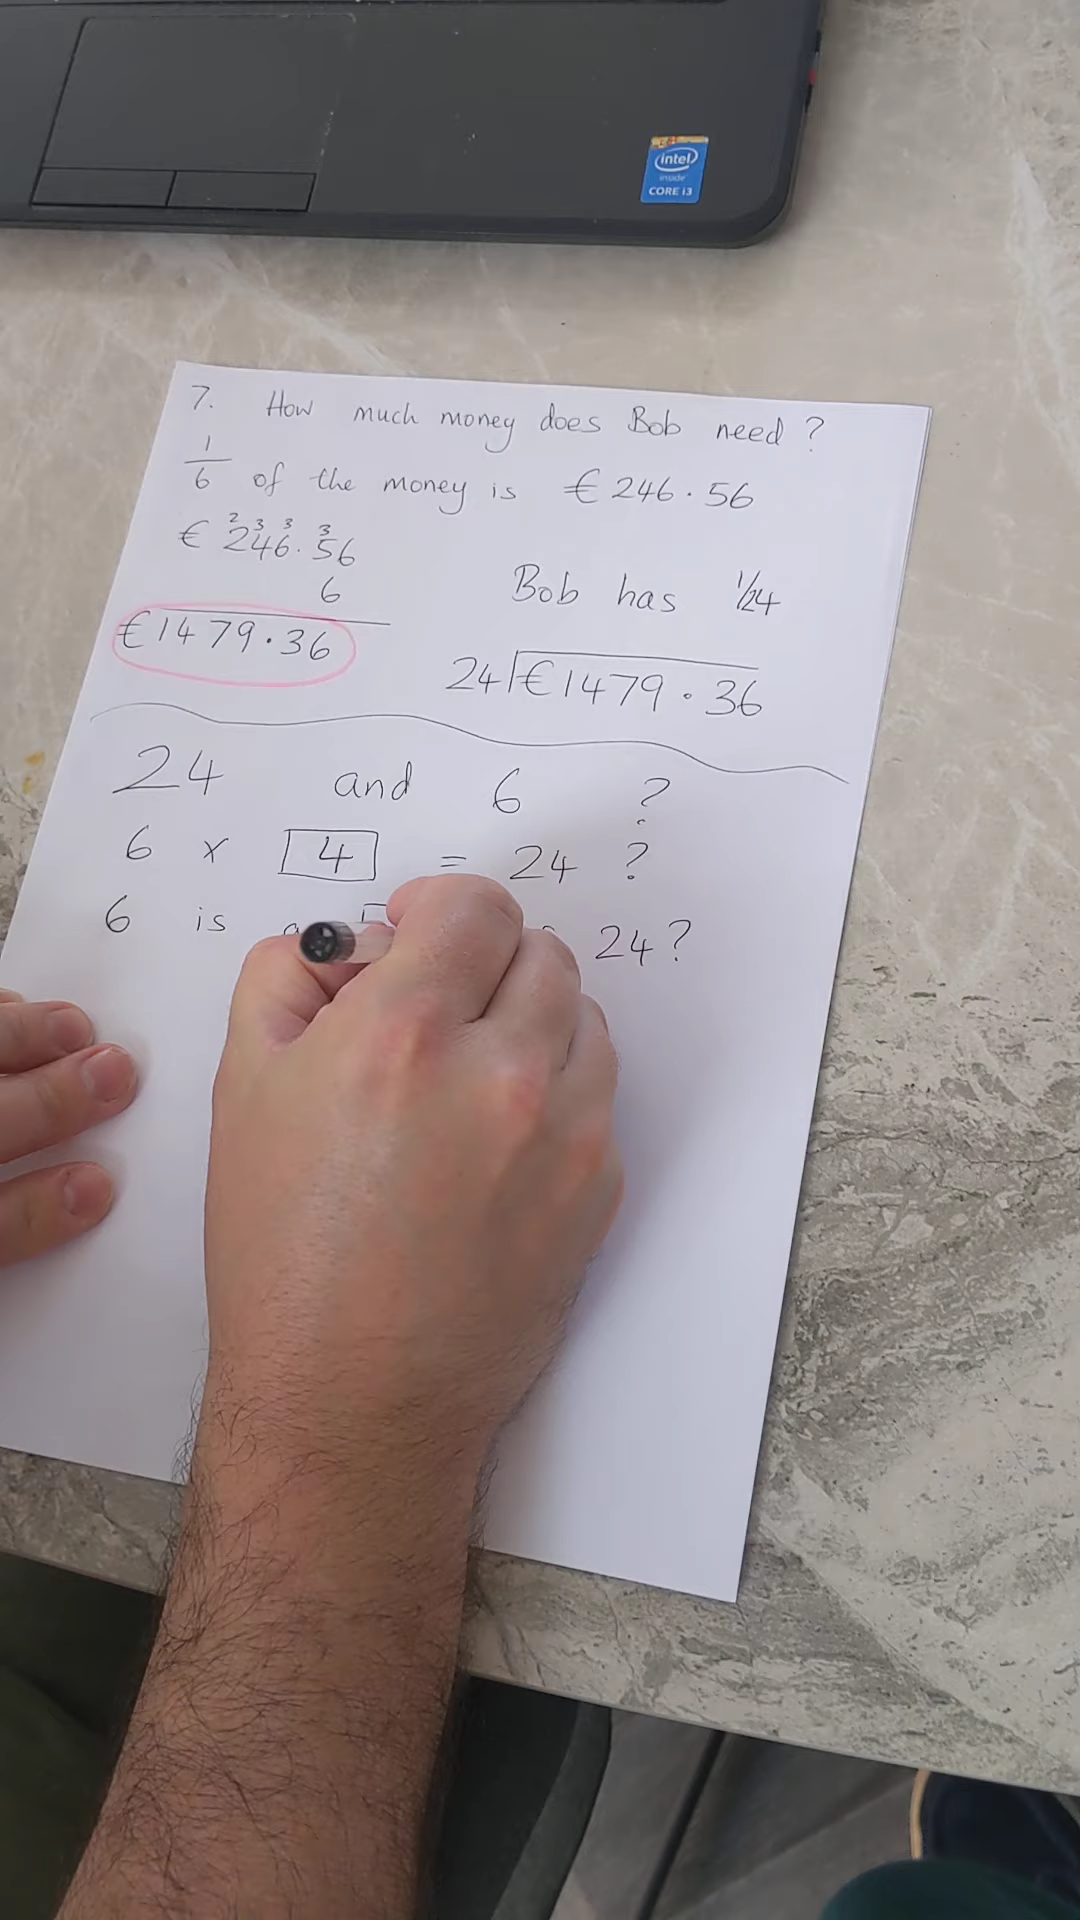 intel
inside
CORE i3
7. How much money does Bob need ?
1
6 of the money is € 246.56
2 3 3 3
€ 246.56
6
€1479.36
Bob has 1/24
24 €1479.36
24 and 6 ?
6 x 4 = 24 ?
6 is a 24?